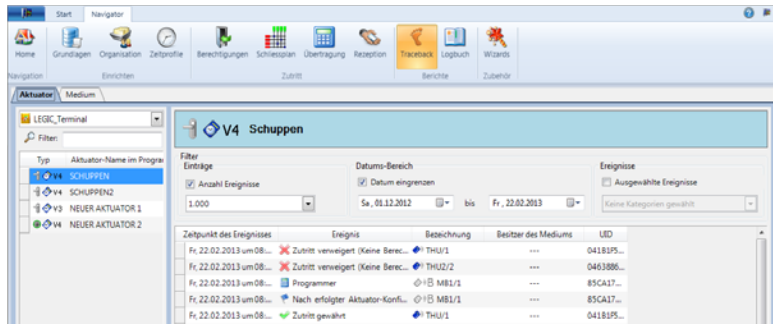 Start Navigator
Home Grundlagen Organisation Zeitprofile Berechtigungen Schliessplan Übertragung Rezeption Traceback Logbuch Wizards
Navigation Einrichten Zutritt Berichte Zubehör
Aktuator Medium
LEGIC_Terminal
Filter:
Typ Aktuator-Name im Progra
V4 SCHUPPEN
V4 SCHUPPEN2
V3 NEUER AKTUATOR 1
V4 NEUER AKTUATOR 2
V4 Schuppen
Filter
Einträge Datums-Bereich Ereignisse
Anzahl Ereignisse Datum eingrenzen Ausgewählte Ereignisse
1.000 Sa , 01.12.2012 bis Fr , 22.02.2013 Keine Kategorien gewählt
Zeitpunkt des Ereignisses Ereignis Bezeichnung Besitzer des Mediums UID
Fr, 22.02.2013 um 08:... Zutritt verweigert (Keine Berec... THU/1 --- 041B1F5...
Fr, 22.02.2013 um 08:... Zutritt verweigert (Keine Berec... THU2/2 --- 0463886...
Fr, 22.02.2013 um 08:... Programmer MB1/1 --- 85CA17...
Fr, 22.02.2013 um 08:... Nach erfolgter Aktuator-Konfi... MB1/1 --- 85CA17...
Fr, 22.02.2013 um 08:... Zutritt gewährt THU/1 --- 041B1F5...